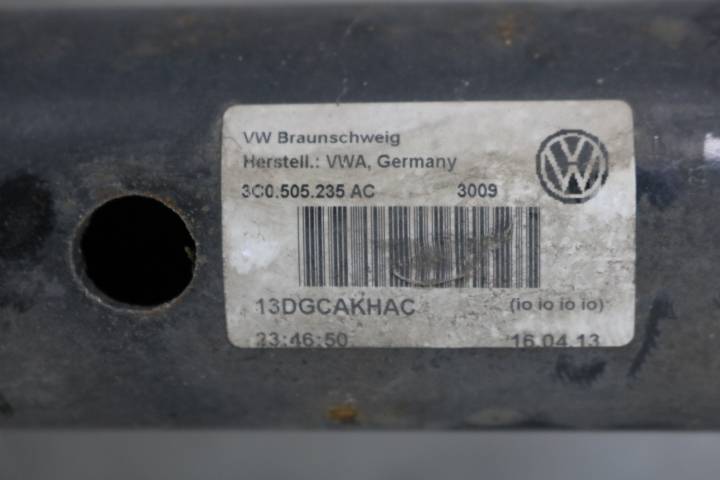 VW Braunschweig
Herstell.: VWA, Germany
3C0.505.235 AC 3009
13DGCAKHAC (io io io io)
23:46:50 16.04.13